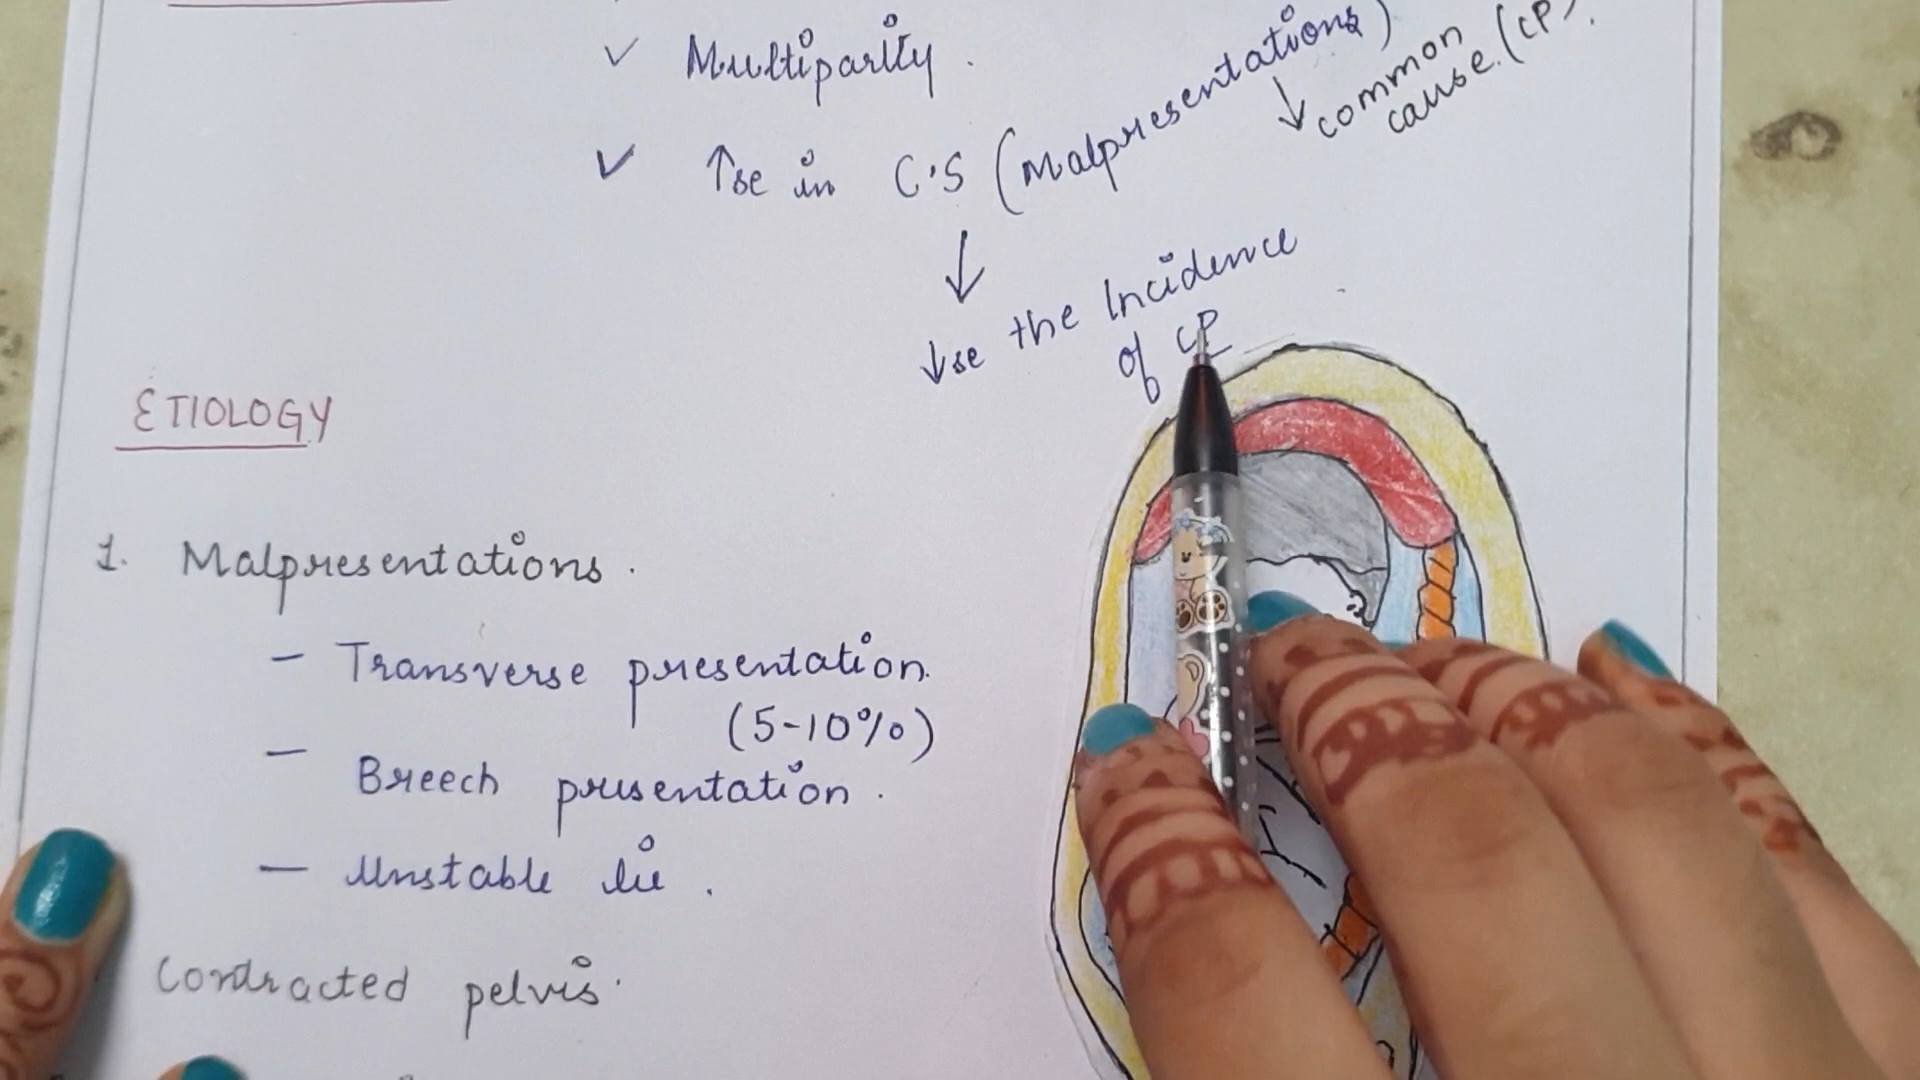 ✓ Multiparity.
✓ ↑se in C.S (Malpresentations)
↓ common
cause. (CP).
↓
↓se the Incidence
of CP
ETIOLOGY
1. Malpresentations.
- Transverse presentation.
(5-10%)
- Breech presentation.
- Unstable lie.
Contracted pelvis.